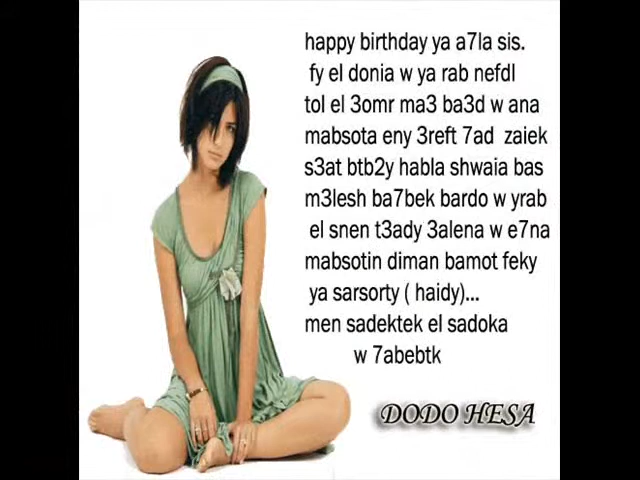 happy birthday ya a7la sis.
fy el donia w ya rab nefdl
tol el 3omr ma3 ba3d w ana
mabsota eny 3reft 7ad zaiek
s3at btb2y habla shwaia bas
m3lesh ba7bek bardo w yrab
el snen t3ady 3alena w e7na
mabsotin diman bamot feky
ya sarsorty ( haidy)...
men sadektek el sadoka
w 7abebtk
DODO HESA